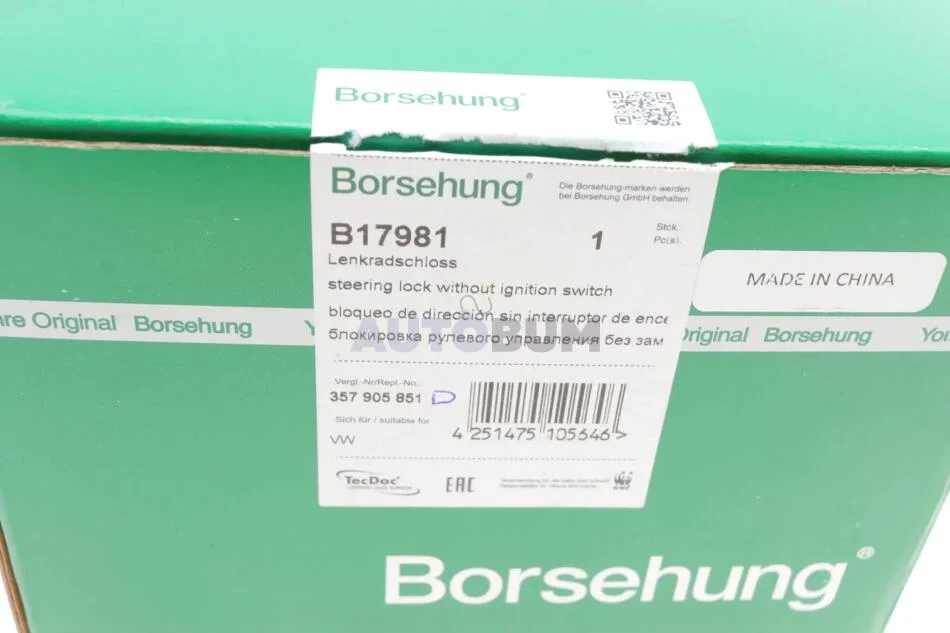 Borsehung
Borsehung®
Die Borsehung-marken werden
bei Borsehung GmbH behalten.
B17981
1
Stck.
Pc(s).
Lenkradschloss
steering lock without ignition switch
bloqueo de dirección sin interruptor de ence
блокировка рулевого управления без зам
AUTOBUM
MADE IN CHINA
Original Borsehung
Borsehung
Vergl.-Nr/Repl.-No.:
357 905 851 D
Sich für / suitable for
VW
4 251475 105646 >
TecDoc
EAC
WWF
Borsehung®